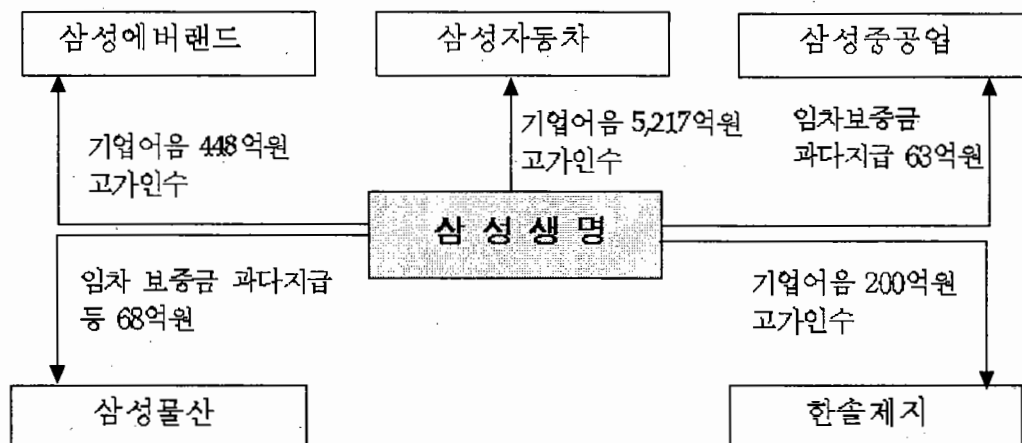 삼성에버랜드
삼성자동차
삼성중공업
기업어음 448억원
고가인수
기업어음 5,217억원
고가인수
임차보증금
과다지급 63억원
삼성생명
임차 보증금 과다지급
등 68억원
기업어음 200억원
고가인수
삼성물산
한솔제지